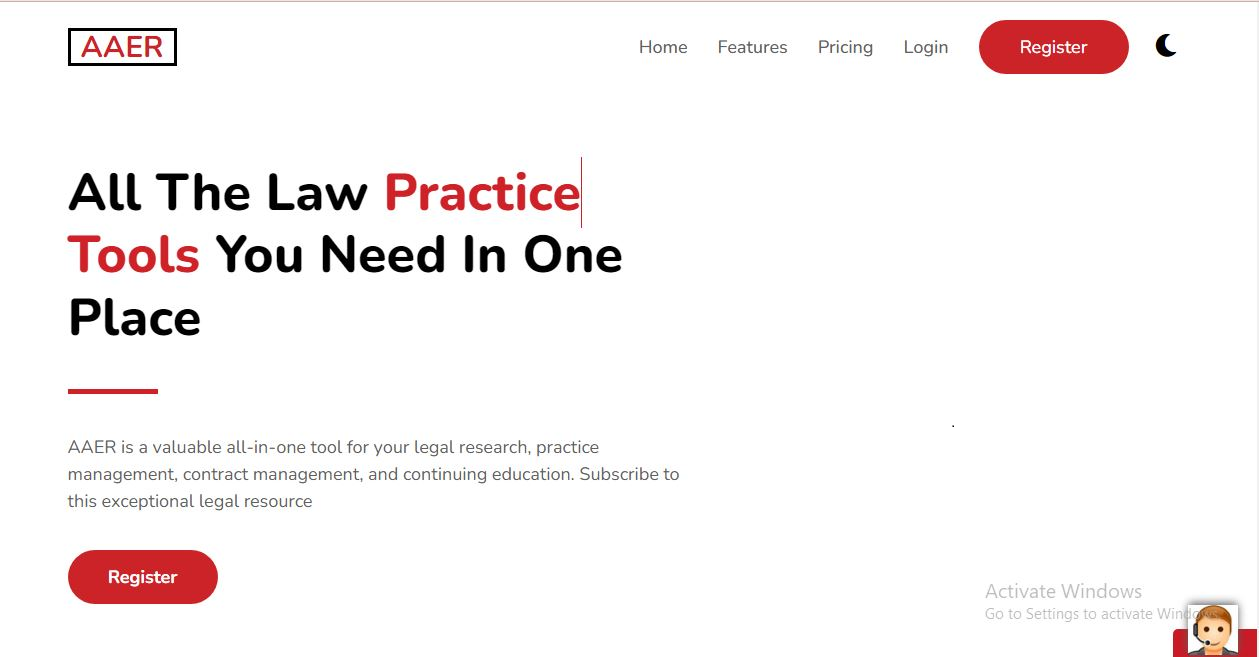 AAER
Home Features Pricing Login Register
All The Law Practice
Tools You Need In One
Place
AAER is a valuable all-in-one tool for your legal research, practice
management, contract management, and continuing education. Subscribe to
this exceptional legal resource
Register
Activate Windows
Go to Settings to activate Windows.